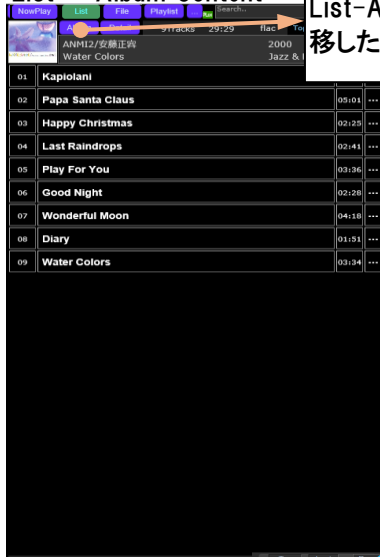 List-A
移した
NowPlay List File Playlist ... Search..
9Tracks 29:29 flac
ANMI2/安藤正容 2000
Water Colors Jazz &
01 Kapiolani
02 Papa Santa Claus 05:01 ...
03 Happy Christmas 02:25 ...
04 Last Raindrops 02:41 ...
05 Play For You 03:36 ...
06 Good Night 02:28 ...
07 Wonderful Moon 04:18 ...
08 Diary 01:51 ...
09 Water Colors 03:34 ...